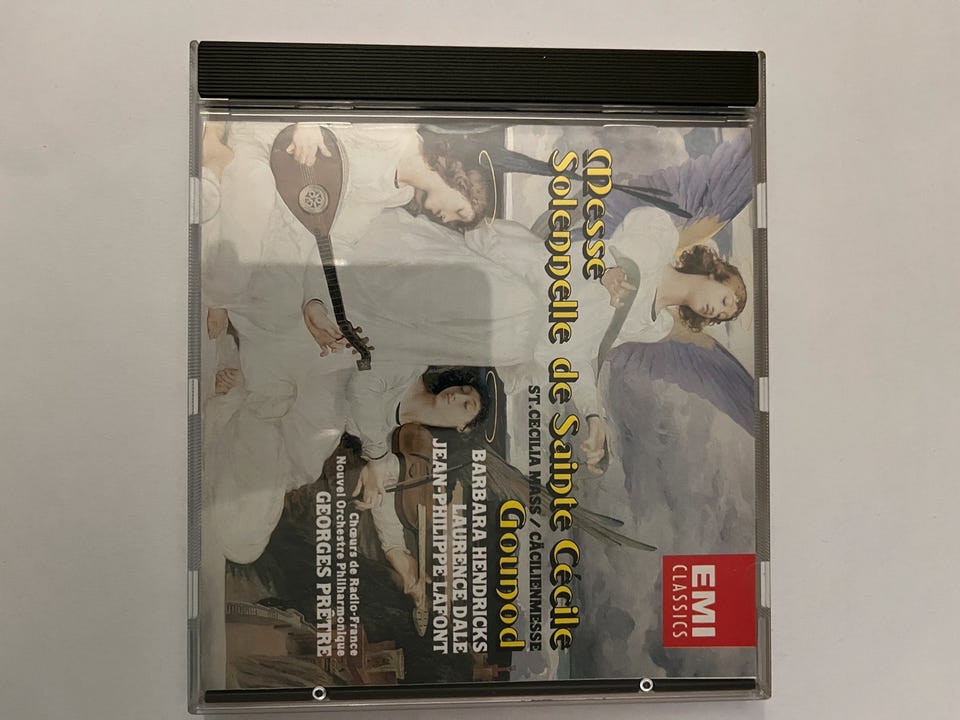 EMI
CLASSICS
Messe
Solennelle de Sainte Cécile
ST.CECILIA MASS / CÄCILIENMESSE
Gounod
BARBARA HENDRICKS
LAURENCE DALE
JEAN-PHILIPPE LAFONT
Chœurs de Radio-France
Nouvel Orchestre Philharmonique
GEORGES PRÊTRE